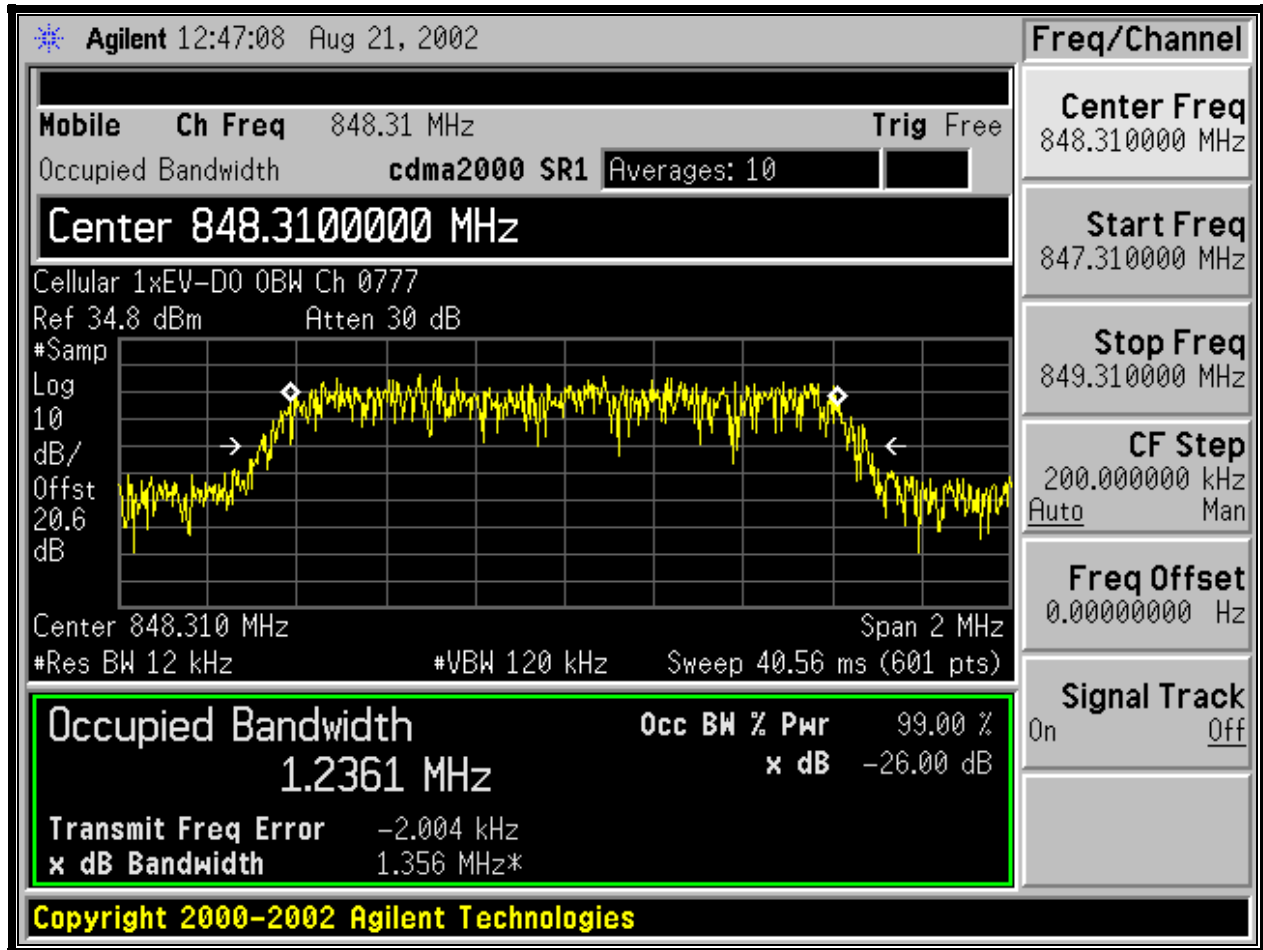 Agilent 12:47:08 Aug 21, 2002
Freq/Channel
Mobile Ch Freq 848.31 MHz Trig Free
Occupied Bandwidth cdma2000 SR1 Averages: 10
Center 848.3100000 MHz
Cellular 1xEV-DO OBW Ch 0777
Ref 34.8 dBm Atten 30 dB
#Samp
Log
10
dB/
Offst
20.6
dB
Center 848.310 MHz Span 2 MHz
#Res BW 12 kHz #VBW 120 kHz Sweep 40.56 ms (601 pts)
Occupied Bandwidth Occ BW % Pwr 99.00 %
1.2361 MHz x dB -26.00 dB
Transmit Freq Error -2.004 kHz
x dB Bandwidth 1.356 MHz*
Center Freq
848.310000 MHz
Start Freq
847.310000 MHz
Stop Freq
849.310000 MHz
CF Step
200.000000 kHz
Auto Man
Freq Offset
0.00000000 Hz
Signal Track
On Off
Copyright 2000-2002 Agilent Technologies